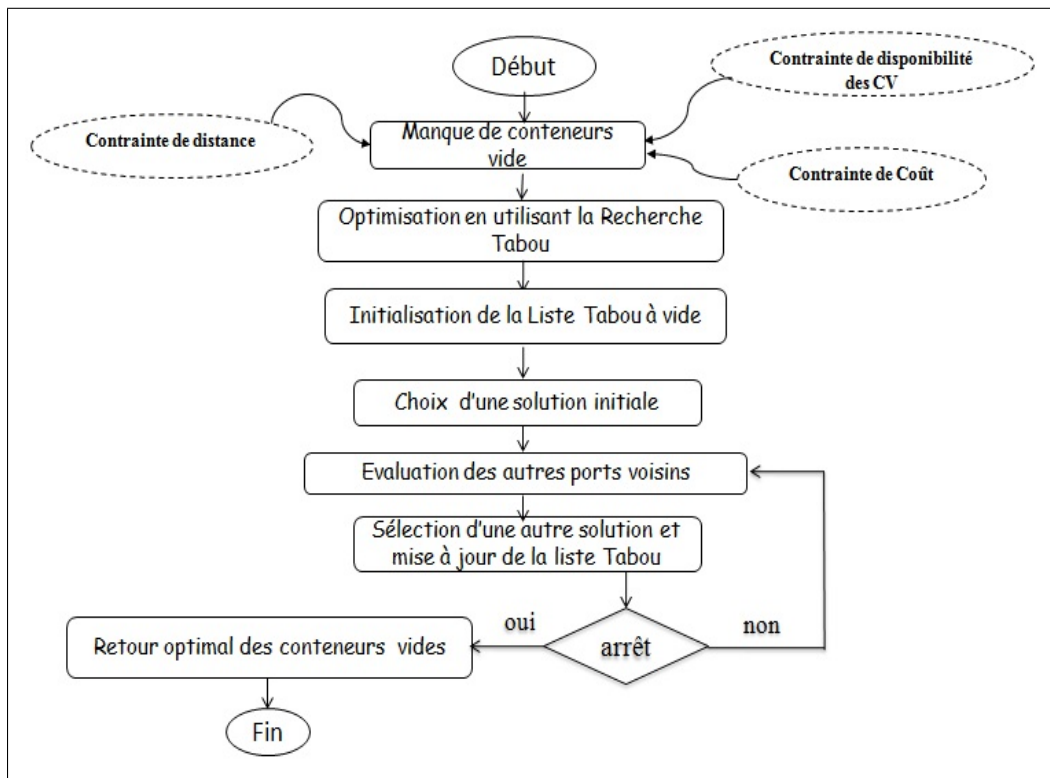 Début
Contrainte de disponibilité
des CV
Contrainte de distance
Manque de conteneurs
vide
Contrainte de Coût
Optimisation en utilisant la Recherche
Tabou
Initialisation de la Liste Tabou à vide
Choix d'une solution initiale
Evaluation des autres ports voisins
Sélection d'une autre solution et
mise à jour de la liste Tabou
oui
arrêt
non
Retour optimal des conteneurs vides
Fin